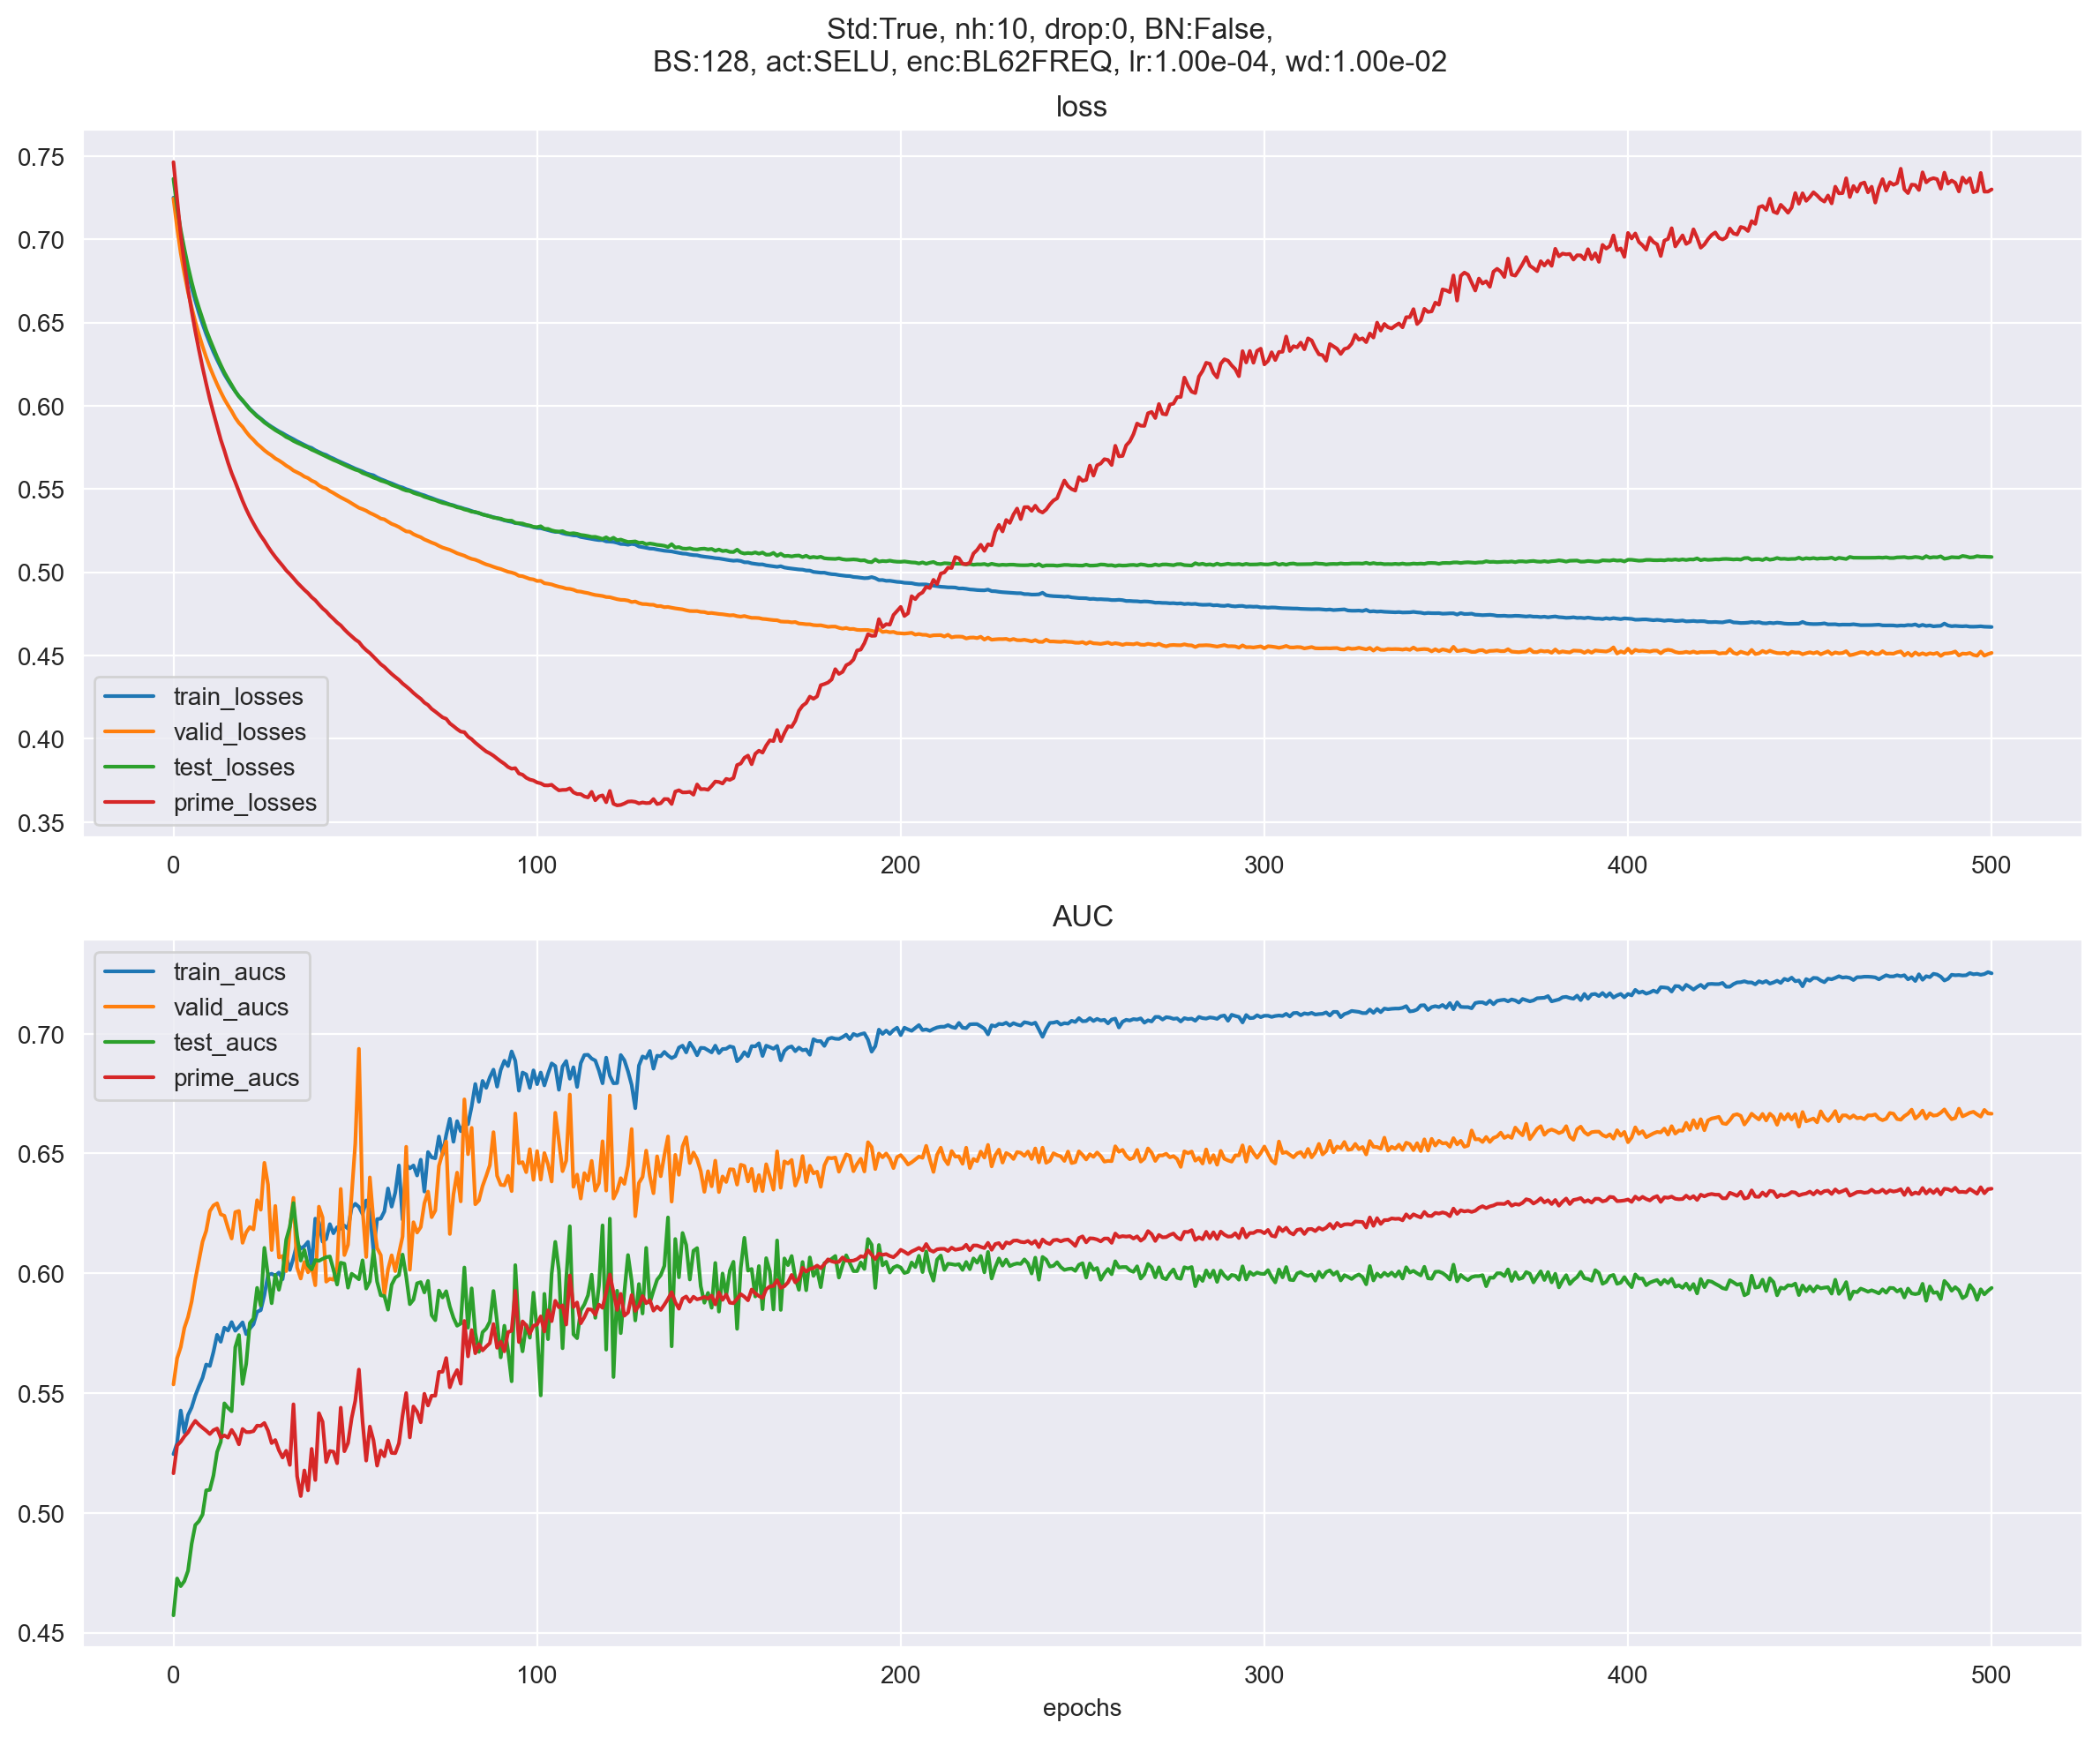 Std:True, nh:10, drop:0, BN:False,
BS:128, act:SELU, enc:BL62FREQ, lr:1.00e-04, wd:1.00e-02
loss
0.75
0.70
0.65
0.60
0.55
0.50
0.45
0.40
0.35
train_losses
valid_losses
test_losses
prime_losses
0 100 200 300 400 500
AUC
train_aucs
valid_aucs
test_aucs
prime_aucs
0.70
0.65
0.60
0.55
0.50
0.45
0 100 200 300 400 500
epochs